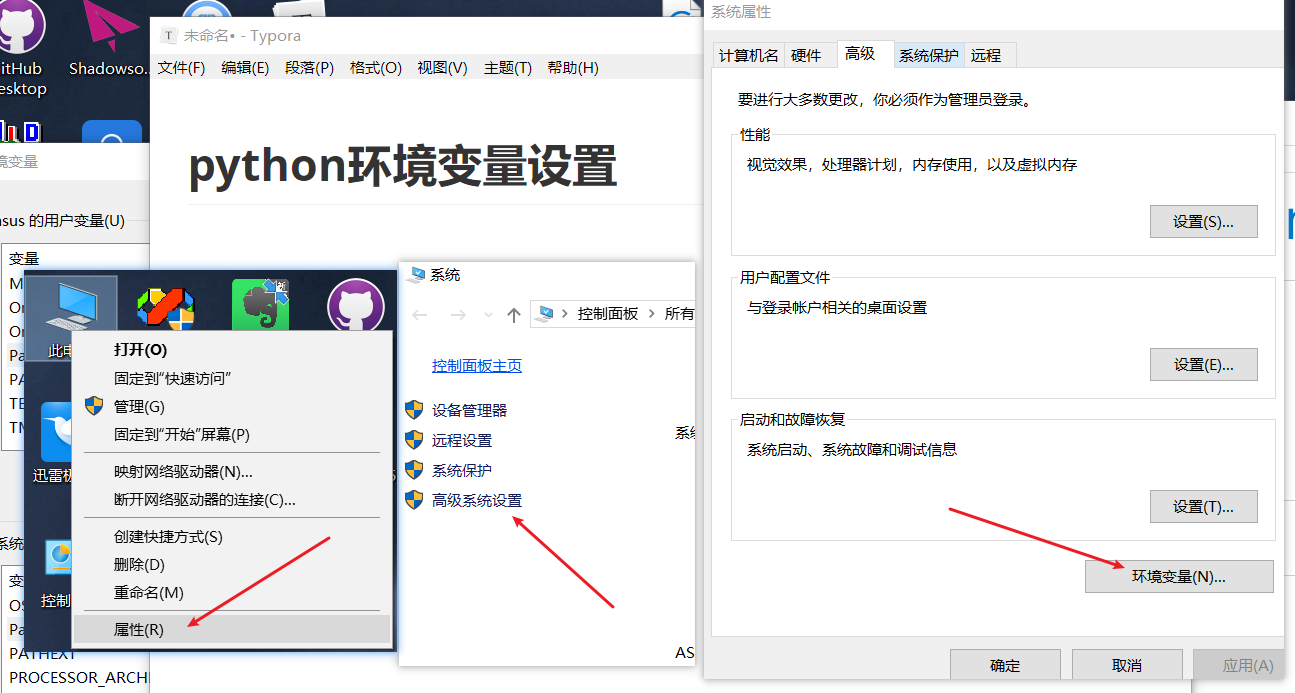 itHub
esktop
Shadowso...
未命名• - Typora
文件(F) 编辑(E) 段落(P) 格式(O) 视图(V) 主题(T) 帮助(H)
python环境变量设置
境变量
asus 的用户变量(U)
变量
Pa
PA
TE
系统
变
OS
Pa
PATHEXT
PROCESSOR_ARCHI
此电
迅雷极
控制
打开(O)
固定到"快速访问"
管理(G)
固定到"开始"屏幕(P)
映射网络驱动器(N)...
断开网络驱动器的连接(C)...
创建快捷方式(S)
删除(D)
重命名(M)
属性(R)
系统
控制面板 所有
控制面板主页
设备管理器
远程设置
系统保护
高级系统设置
系统
AS
系统属性
计算机名 硬件 高级 系统保护 远程
要进行大多数更改，你必须作为管理员登录。
性能
视觉效果，处理器计划，内存使用，以及虚拟内存
设置(S)...
用户配置文件
与登录帐户相关的桌面设置
设置(E)...
启动和故障恢复
系统启动、系统故障和调试信息
设置(T)...
环境变量(N)...
确定 取消 应用(A)